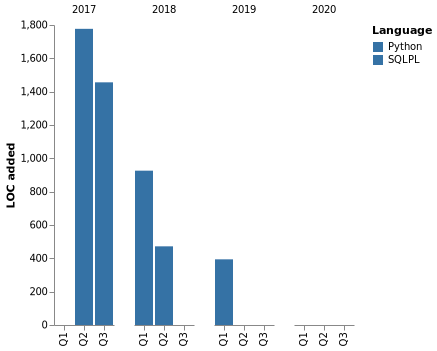 2017 2018 2019 2020
Language
Python
SQLPL
LOC added
1,800
1,600
1,400
1,200
1,000
800
600
400
200
0
Q1 Q2 Q3 Q1 Q2 Q3 Q1 Q2 Q3 Q1 Q2 Q3